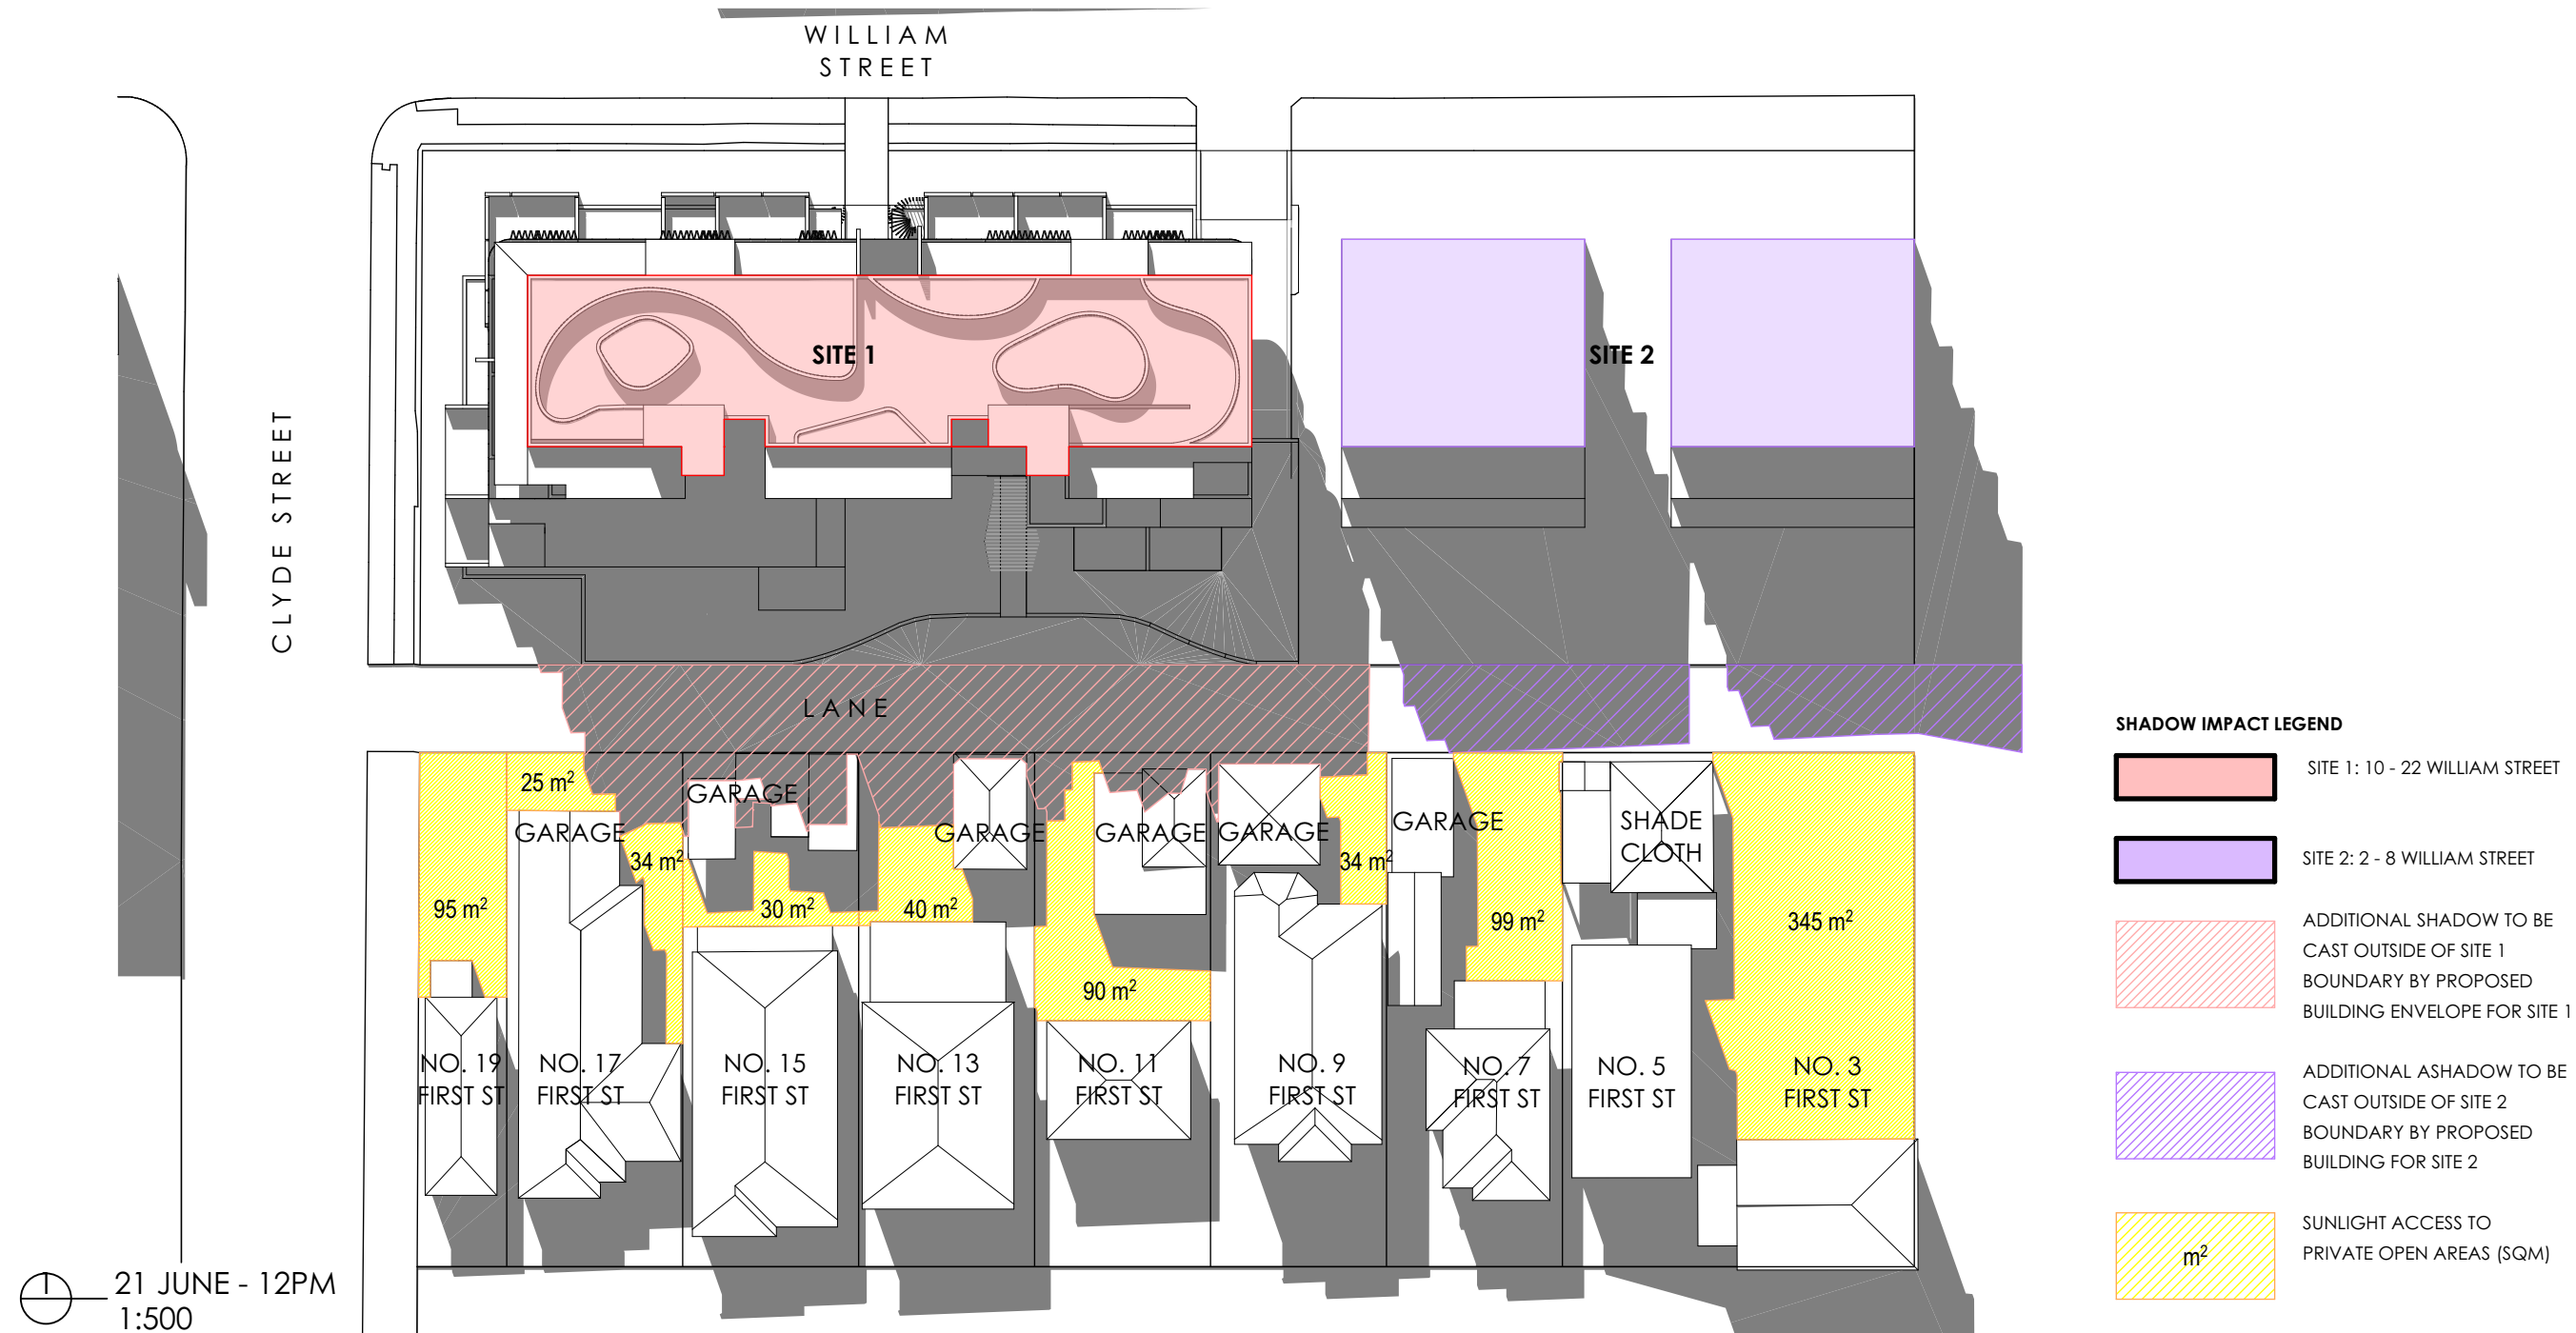 WILLIAM
STREET
SITE 1
SITE 2
CLYDE STREET
LANE
25 m²
GARAGE
GARAGE
34 m²
95 m²
30 m²
40 m²
GARAGE
GARAGE
GARAGE
34 m²
GARAGE
99 m²
SHADE
CLOTH
345 m²
90 m²
NO. 19
FIRST ST
NO. 17
FIRST ST
NO. 15
FIRST ST
NO. 13
FIRST ST
NO. 11
FIRST ST
NO. 9
FIRST ST
NO. 7
FIRST ST
NO. 5
FIRST ST
NO. 3
FIRST ST
SHADOW IMPACT LEGEND
SITE 1: 10 - 22 WILLIAM STREET
SITE 2: 2 - 8 WILLIAM STREET
ADDITIONAL SHADOW TO BE
CAST OUTSIDE OF SITE 1
BOUNDARY BY PROPOSED
BUILDING ENVELOPE FOR SITE 1
ADDITIONAL ASHADOW TO BE
CAST OUTSIDE OF SITE 2
BOUNDARY BY PROPOSED
BUILDING FOR SITE 2
m²
SUNLIGHT ACCESS TO
PRIVATE OPEN AREAS (SQM)
1
21 JUNE - 12PM
1:500